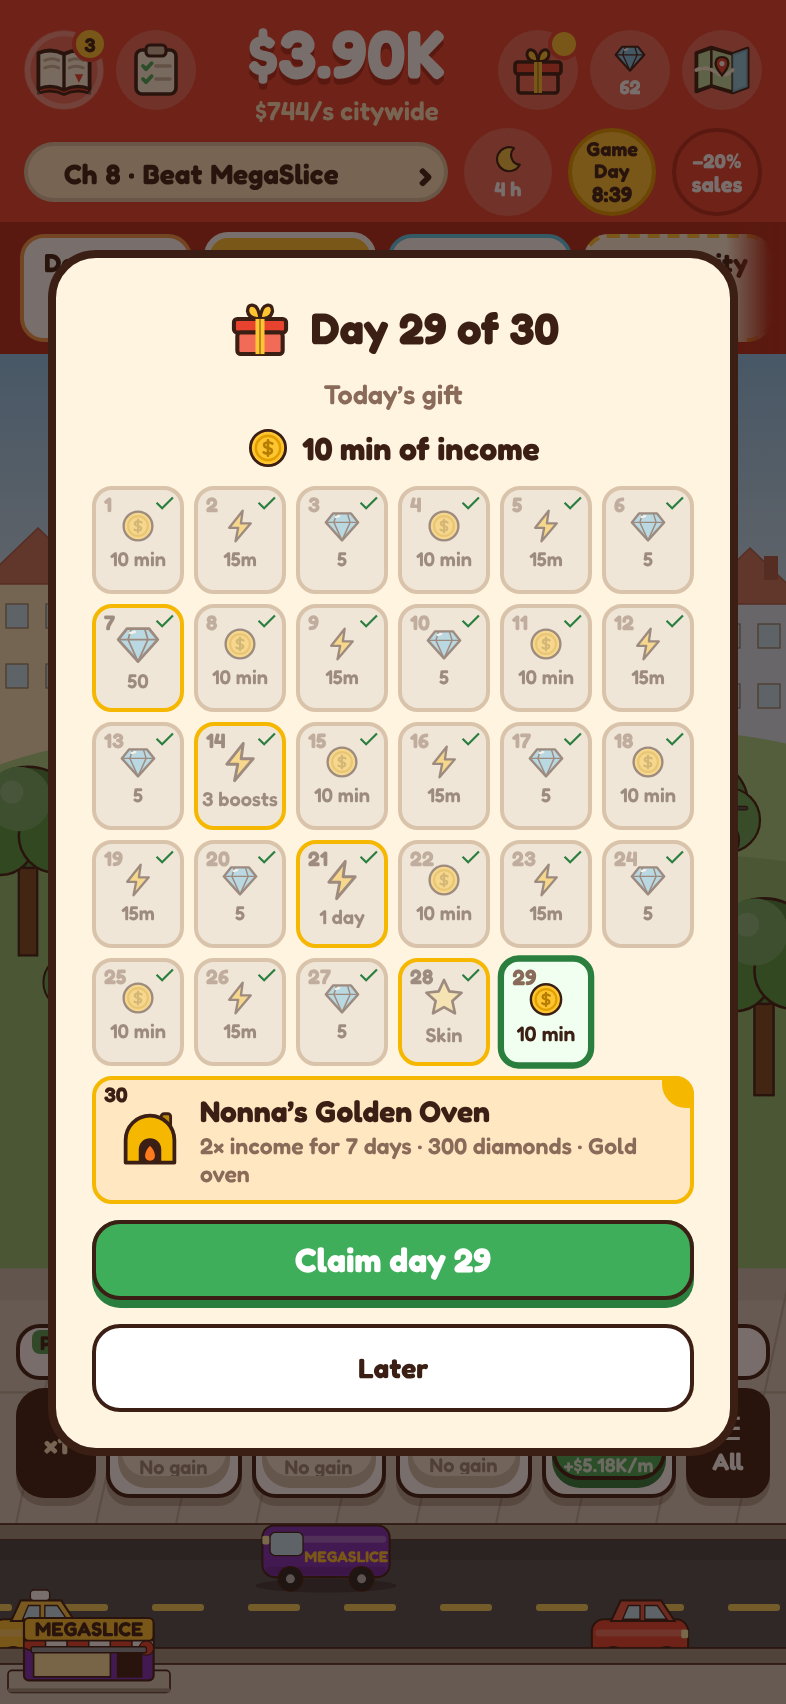 3
$3.90K
$744/s citywide
62
Ch 8 · Beat MegaSlice
4 h
Game
Day
8:39
−20%
sales
Day 29 of 30
Today's gift
10 min of income
1
10 min
2
15m
3
5
4
10 min
5
15m
6
5
7
50
8
10 min
9
15m
10
5
11
10 min
12
15m
13
5
14
3 boosts
15
10 min
16
15m
17
5
18
10 min
19
15m
20
5
21
1 day
22
10 min
23
15m
24
5
25
10 min
26
15m
27
5
28
Skin
29
10 min
30
Nonna's Golden Oven
2× income for 7 days · 300 diamonds · Gold
oven
Claim day 29
Later
No gain
No gain
No gain
+$5.18K/m
All
MEGASLICE
MEGASLICE